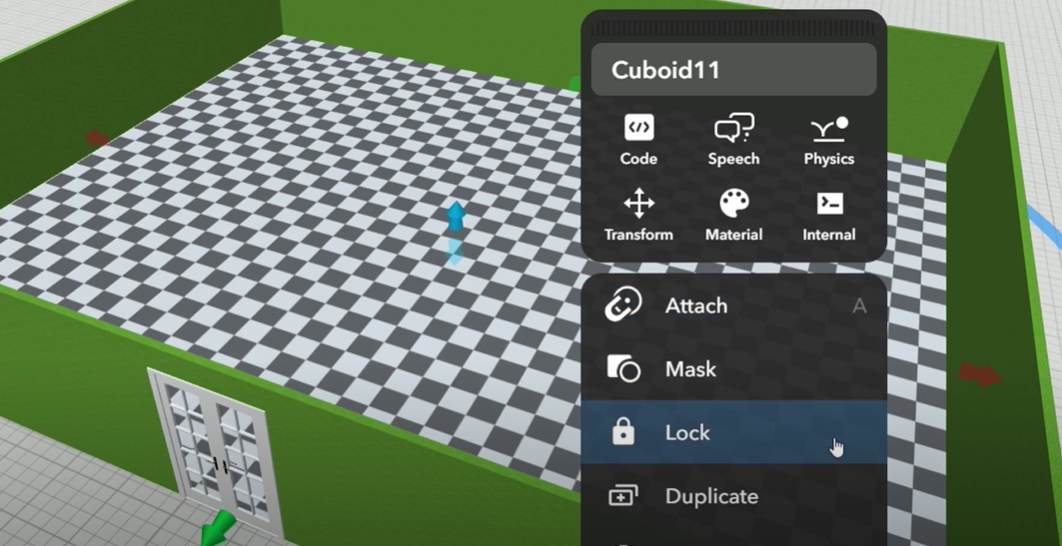 Cuboid11
Code Speech Physics
Transform Material Internal
Attach A
Mask
Lock
Duplicate